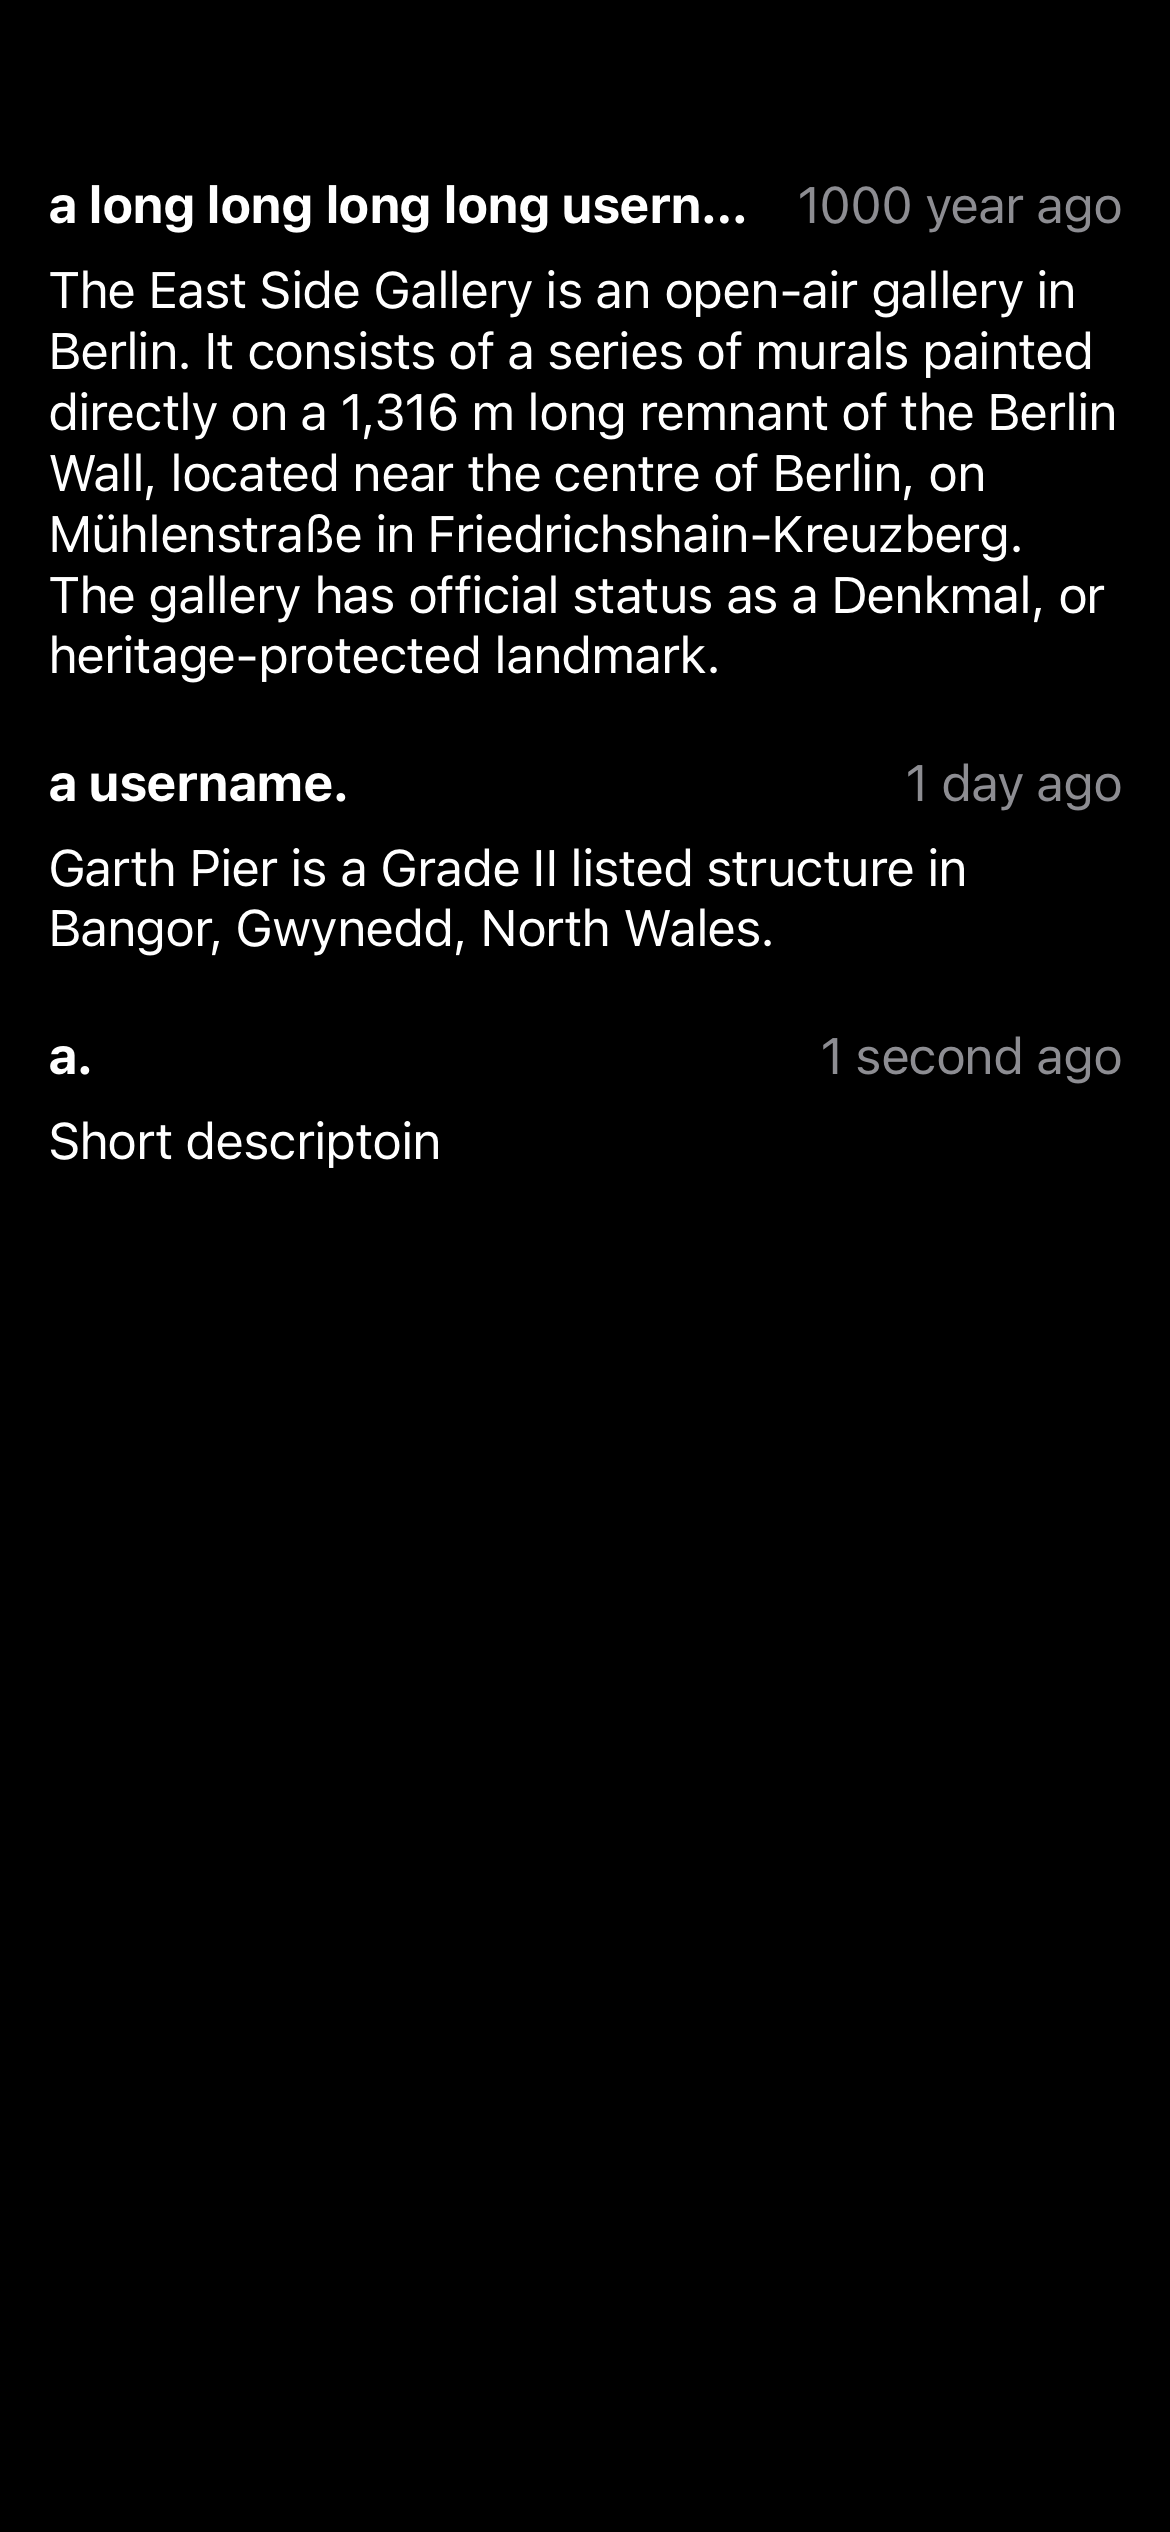 a long long long long usern... 1000 year ago
The East Side Gallery is an open-air gallery in
Berlin. It consists of a series of murals painted
directly on a 1,316 m long remnant of the Berlin
Wall, located near the centre of Berlin, on
Mühlenstraße in Friedrichshain-Kreuzberg.
The gallery has official status as a Denkmal, or
heritage-protected landmark.
a username. 1 day ago
Garth Pier is a Grade II listed structure in
Bangor, Gwynedd, North Wales.
a. 1 second ago
Short descriptoin